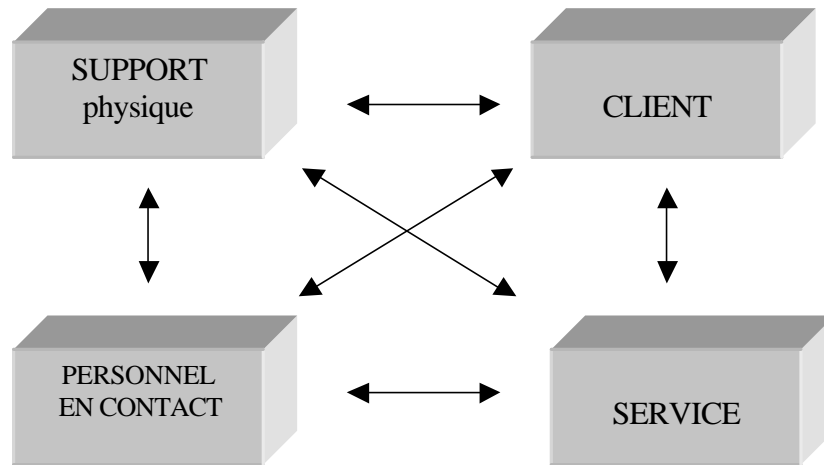 SUPPORT
physique
CLIENT
PERSONNEL
EN CONTACT
SERVICE